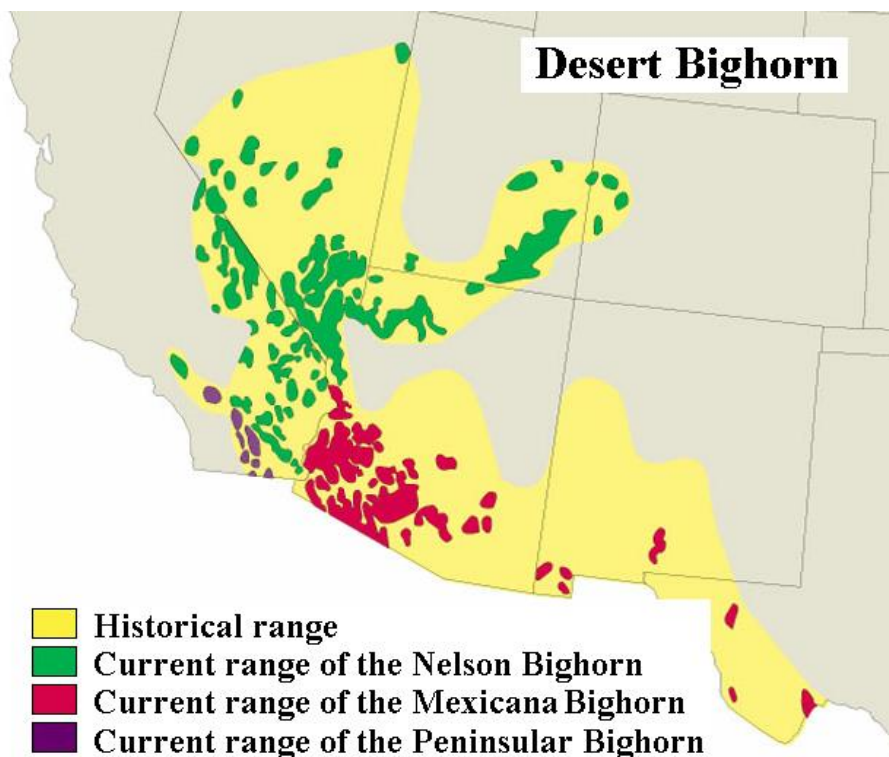 Desert Bighorn
Historical range
Current range of the Nelson Bighorn
Current range of the Mexicana Bighorn
Current range of the Peninsular Bighorn